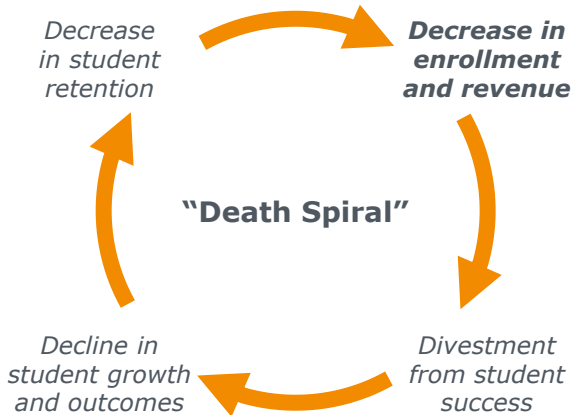 Decrease
in student
retention
Decrease in
enrollment
and revenue
“Death Spiral”
Decline in
student growth
and outcomes
Divestment
from student
success